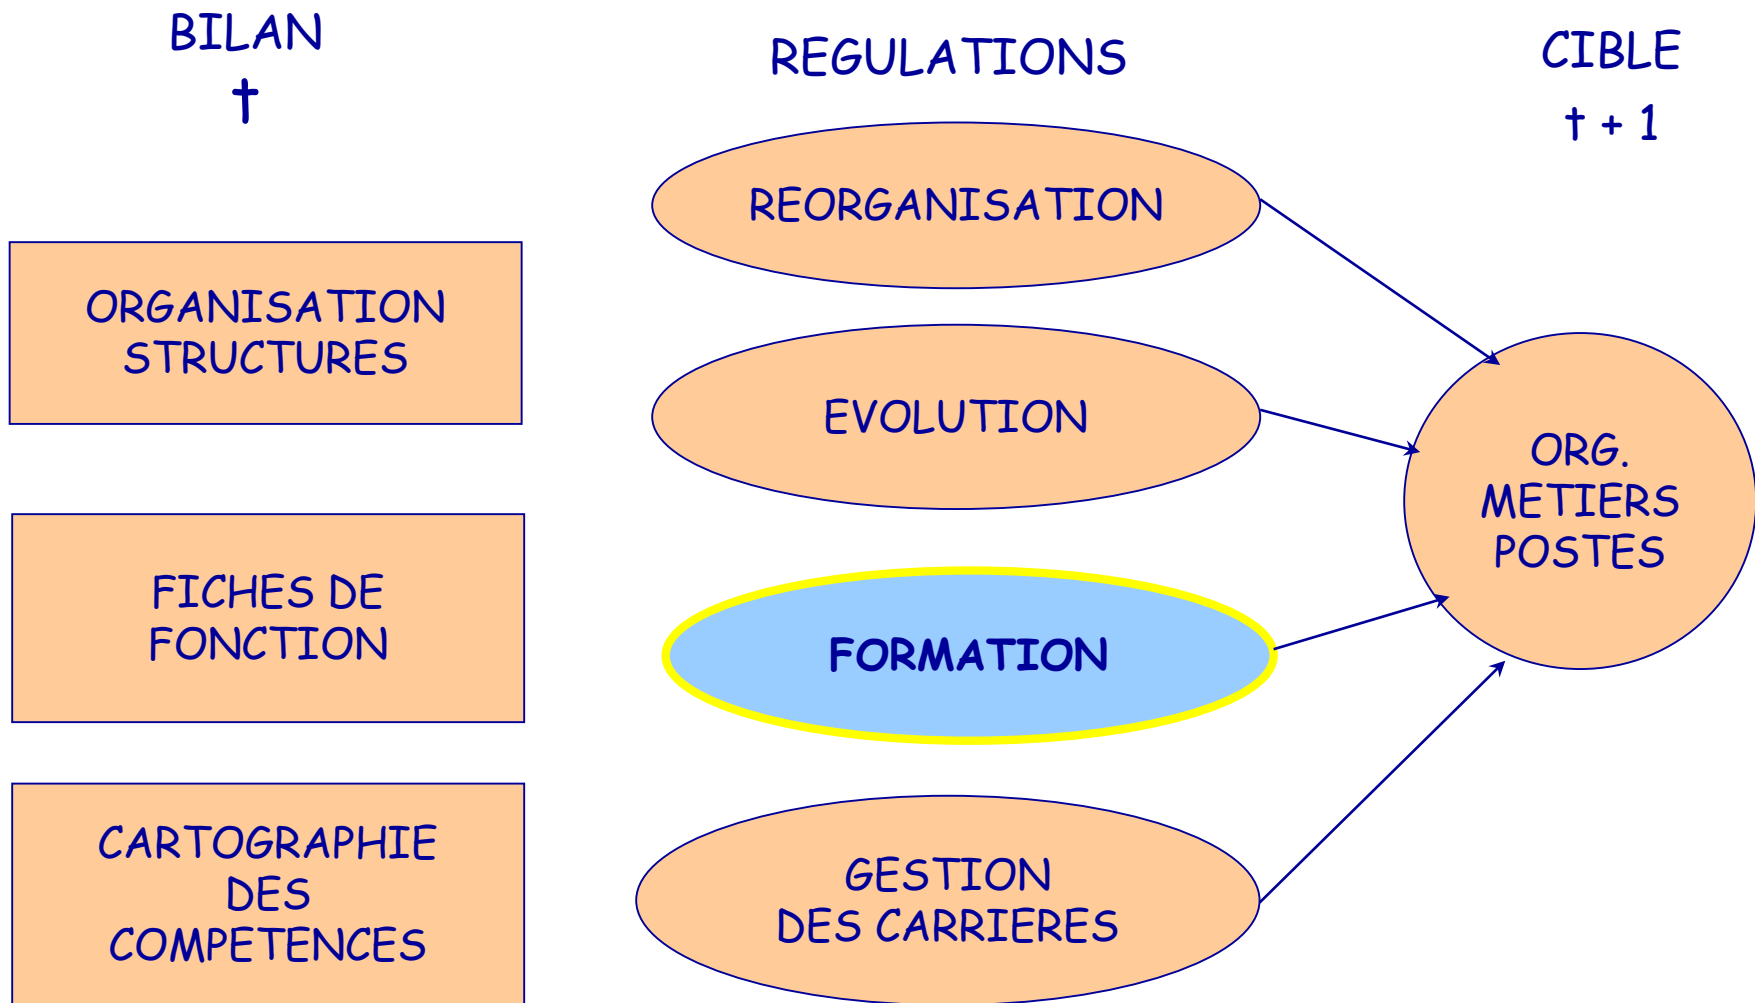 BILAN
t
ORGANISATION
STRUCTURES
FICHES DE
FONCTION
CARTOGRAPHIE
DES
COMPETENCES
REGULATIONS
REORGANISATION
EVOLUTION
FORMATION
GESTION
DES CARRIERES
CIBLE
t + 1
ORG.
METIERS
POSTES